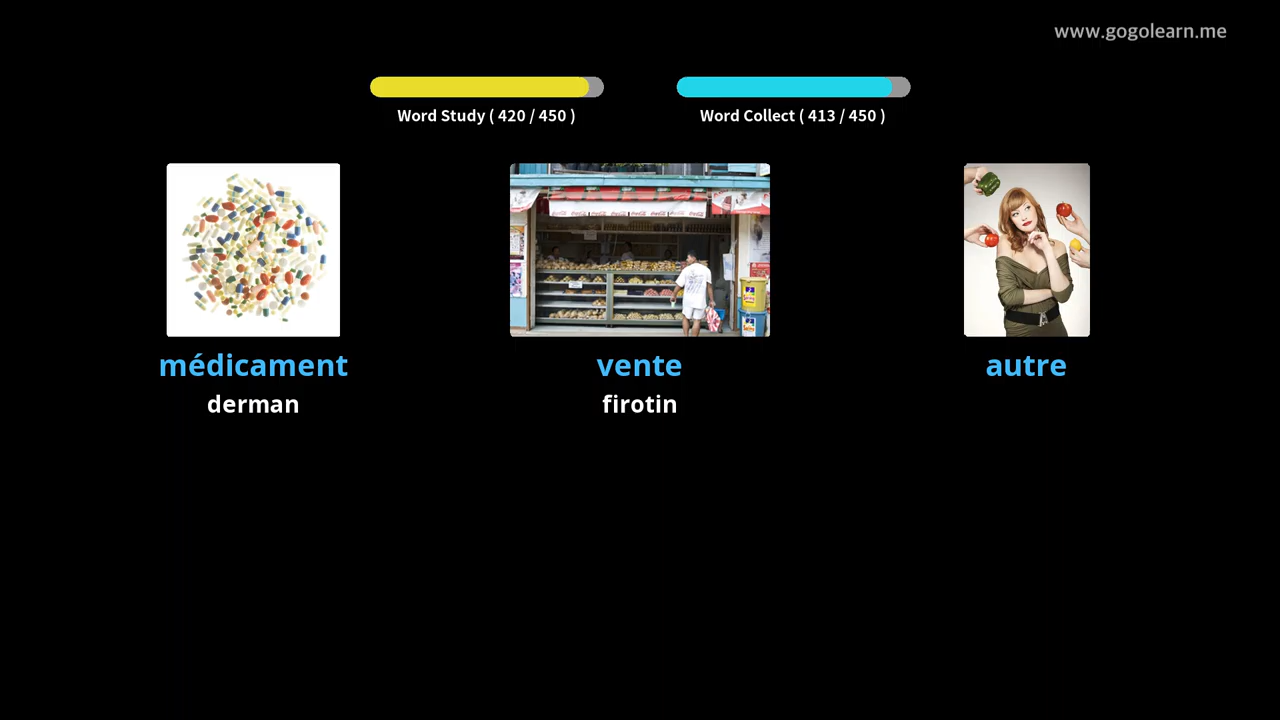 www.gogolearn.me
Word Study ( 420 / 450 )
Word Collect ( 413 / 450 )
médicament
vente
autre
derman
firotin